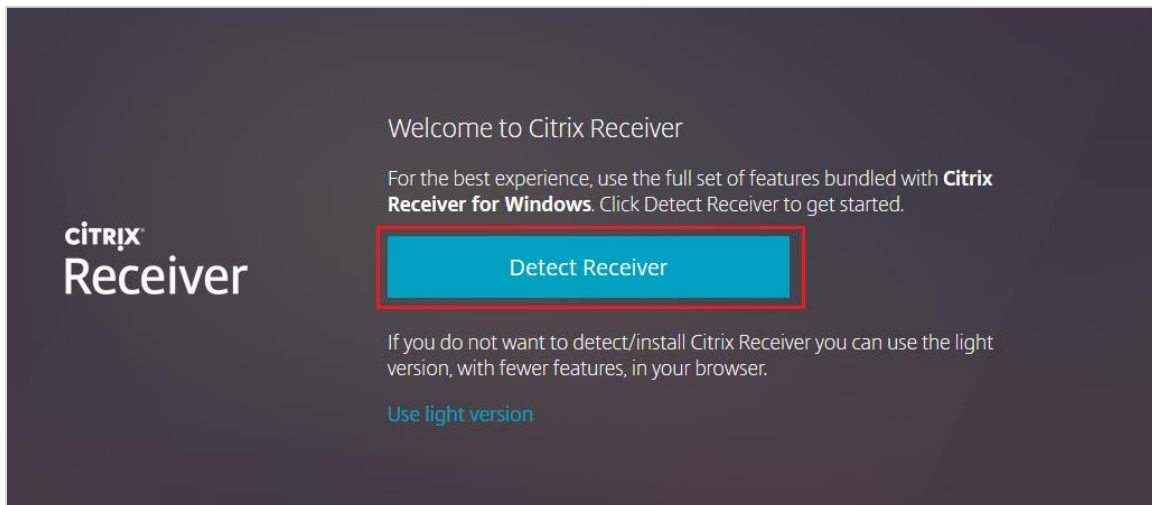 Welcome to Citrix Receiver
For the best experience, use the full set of features bundled with Citrix
Receiver for Windows. Click Detect Receiver to get started.
CİTRỊX
Receiver
Detect Receiver
If you do not want to detect/install Citrix Receiver you can use the light
version, with fewer features, in your browser.
Use light version